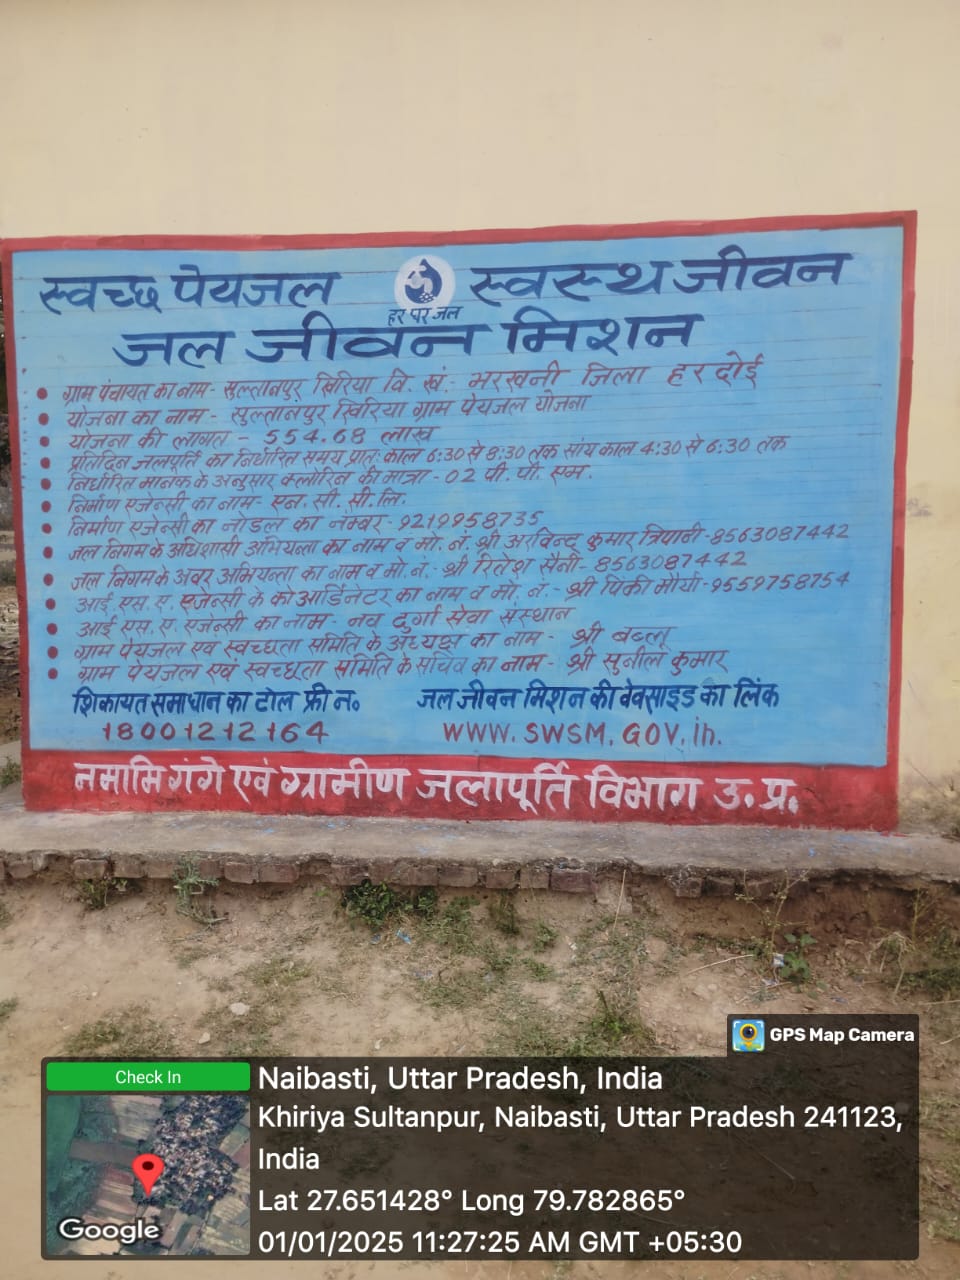 स्वच्छ पेयजल हर घर जल स्वस्थ जीवन
जल जीवन मिशन
ग्राम पंचायत का नाम- सुल्तानपुर खिरिया वि. खं.- भरखनी जिला हरदोई
योजना का नाम - सुल्तानपुर खिरिया ग्राम पेयजल योजना
योजना की लागत - 554.68 लाख
प्रतिदिन जलपूर्ति का निर्धारित समय प्रातः काल 6:30 से 8:30 तक सांय काल 4:30 से 6:30 तक
निर्धारित मानक के अनुसार क्लोरिन की मात्रा - 02 पी. पी. एम.
निर्माण एजेन्सी का नाम- एन. सी. सी. लि.
निर्माण एजेन्सी का नोडल का नम्बर- 9219958735
जल निगम के अधिशासी अभियन्ता का नाम व मो. नं. श्री अरविन्द कुमार त्रिपाठी-8563087442
जल निगम के अवर अभियन्ता का नाम व मो. नं.- श्री रितेश सैनी- 8563087442
आई. एस. ए. एजेन्सी के कोआर्डिनेटर का नाम व मो. नं.- श्री पिंकी मौर्या-9559758754
आई एस. ए. एजेन्सी का नाम- नव दुर्गा सेवा संस्थान
ग्राम पेयजल एवं स्वच्छता समिति के अध्यक्ष का नाम - श्री बब्लू
ग्राम पेयजल एवं स्वच्छता समिति के सचिव का नाम- श्री सुनील कुमार
शिकायत समाधान का टोल फ्री न. जल जीवन मिशन की वेबसाइड का लिंक
18001212164 WWW. SWSM. GOV. in.
नमामि गंगे एवं ग्रामीण जलापूर्ति विभाग उ. प्र.
GPS Map Camera
Check In
Naibasti, Uttar Pradesh, India
Khiriya Sultanpur, Naibasti, Uttar Pradesh 241123,
India
Lat 27.651428° Long 79.782865°
01/01/2025 11:27:25 AM GMT +05:30
Google